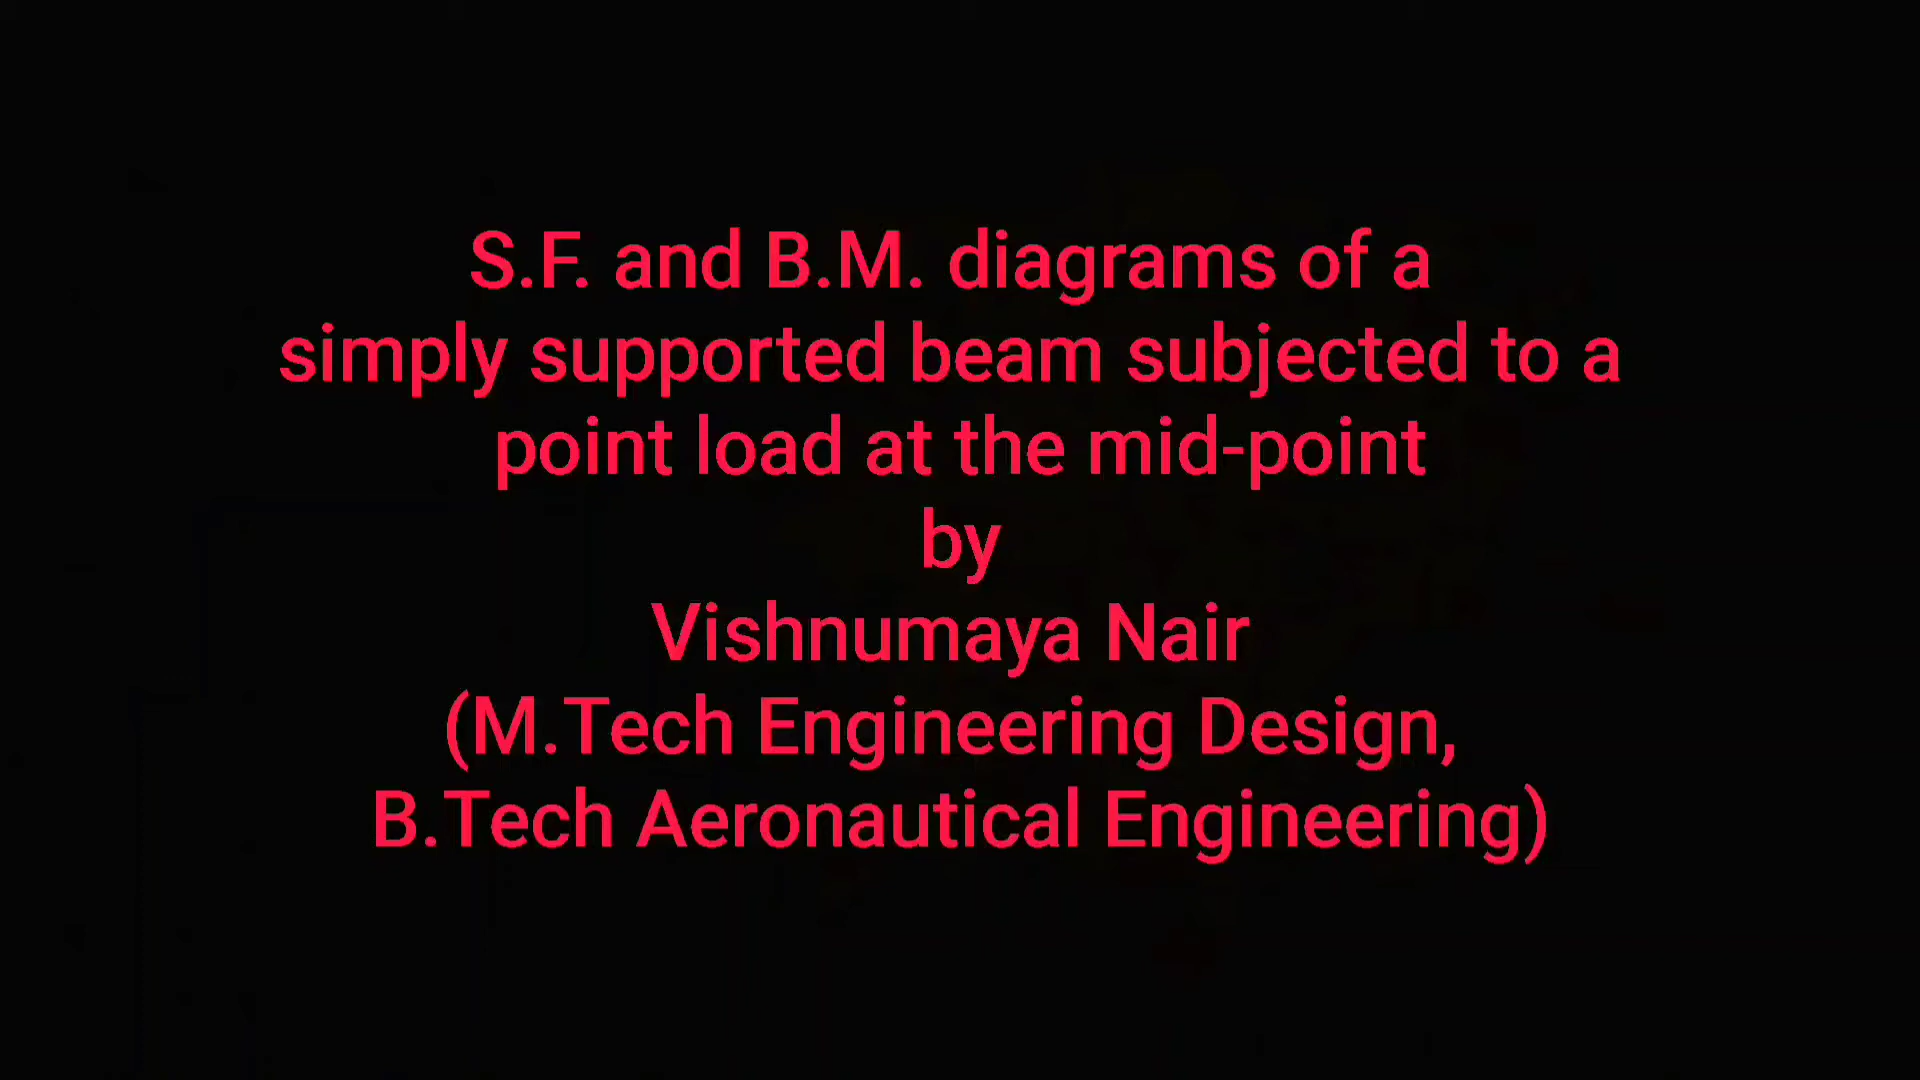 S.F. and B.M. diagrams of a
simply supported beam subjected to a
point load at the mid-point
by
Vishnumaya Nair
(M.Tech Engineering Design,
B.Tech Aeronautical Engineering)